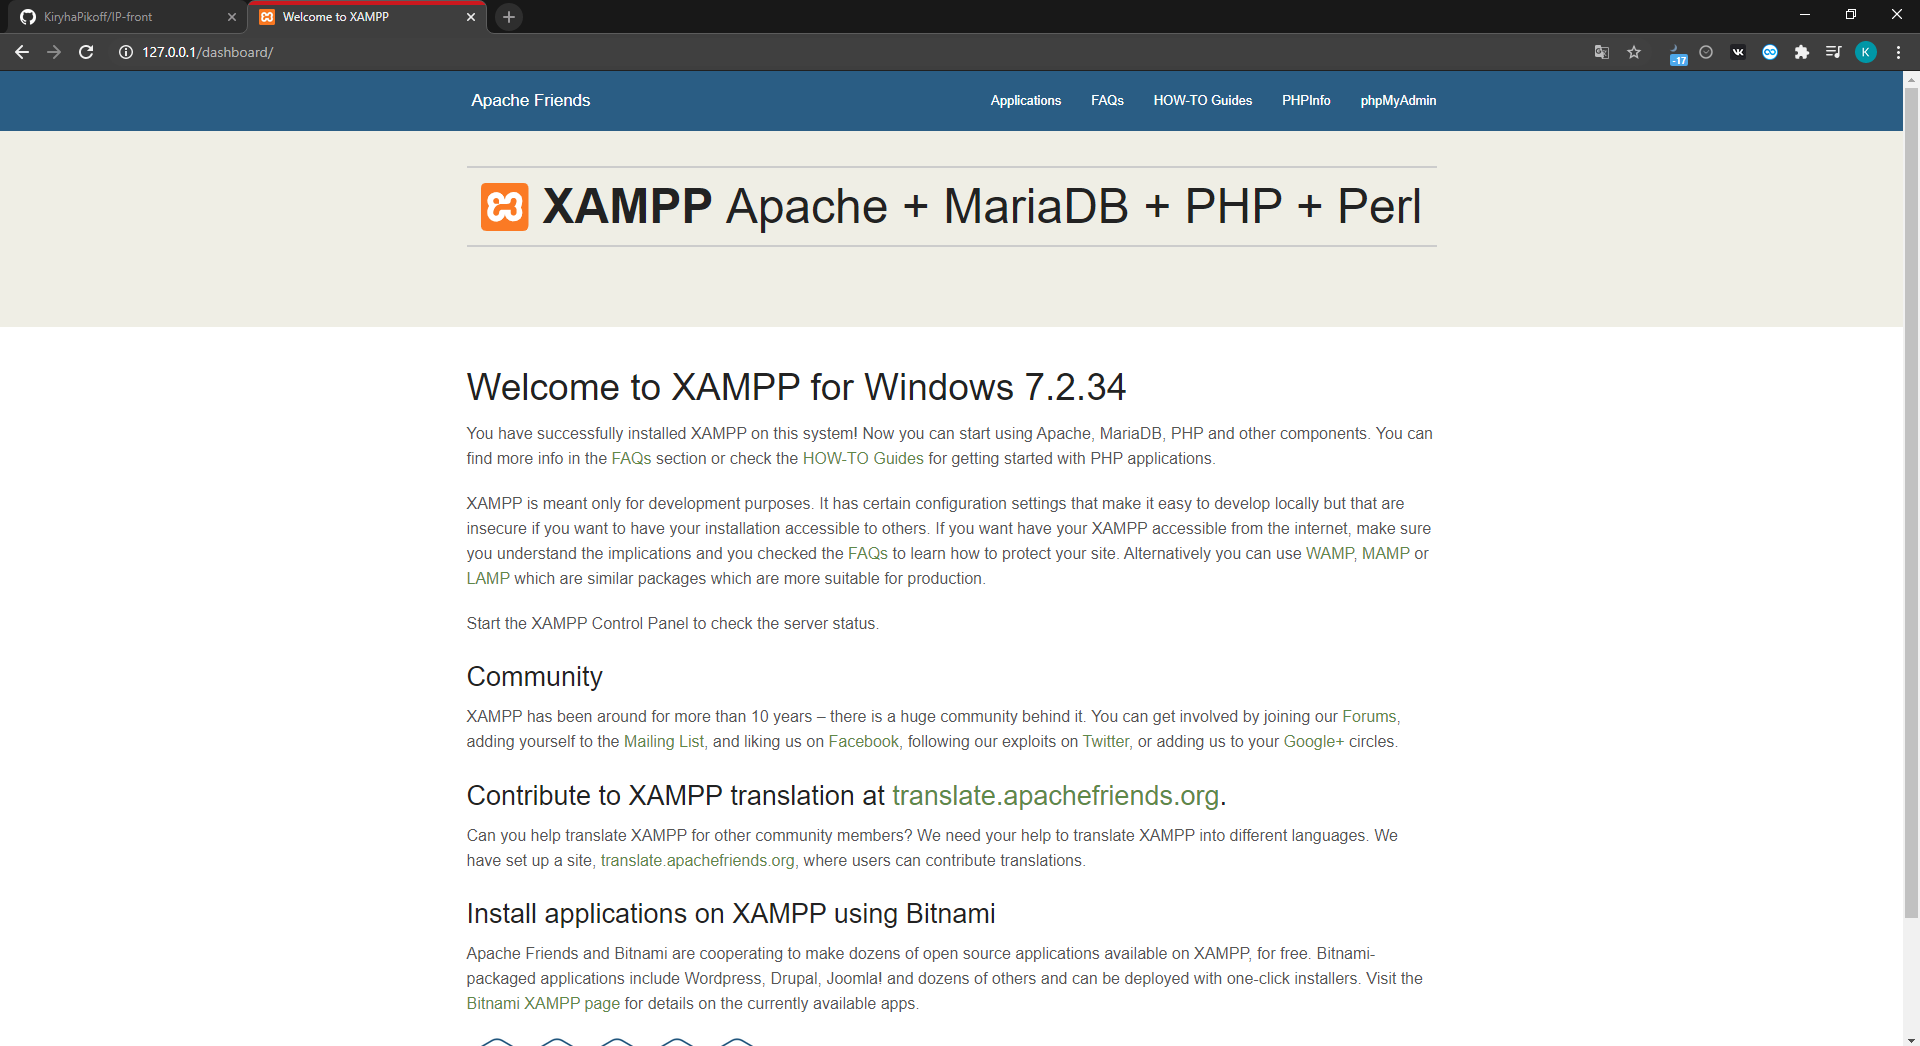 KiryhaPikoff/IP-front
Welcome to XAMPP
127.0.0.1/dashboard/
-17
K
Apache Friends
Applications
FAQs
HOW-TO Guides
PHPInfo
phpMyAdmin
XAMPP Apache + MariaDB + PHP + Perl
Welcome to XAMPP for Windows 7.2.34
You have successfully installed XAMPP on this system! Now you can start using Apache, MariaDB, PHP and other components. You can
find more info in the FAQs section or check the HOW-TO Guides for getting started with PHP applications.
XAMPP is meant only for development purposes. It has certain configuration settings that make it easy to develop locally but that are
insecure if you want to have your installation accessible to others. If you want have your XAMPP accessible from the internet, make sure
you understand the implications and you checked the FAQs to learn how to protect your site. Alternatively you can use WAMP, MAMP or
LAMP which are similar packages which are more suitable for production.
Start the XAMPP Control Panel to check the server status.
Community
XAMPP has been around for more than 10 years – there is a huge community behind it. You can get involved by joining our Forums,
adding yourself to the Mailing List, and liking us on Facebook, following our exploits on Twitter, or adding us to your Google+ circles.
Contribute to XAMPP translation at translate.apachefriends.org.
Can you help translate XAMPP for other community members? We need your help to translate XAMPP into different languages. We
have set up a site, translate.apachefriends.org, where users can contribute translations.
Install applications on XAMPP using Bitnami
Apache Friends and Bitnami are cooperating to make dozens of open source applications available on XAMPP, for free. Bitnami-
packaged applications include Wordpress, Drupal, Joomla! and dozens of others and can be deployed with one-click installers. Visit the
Bitnami XAMPP page for details on the currently available apps.